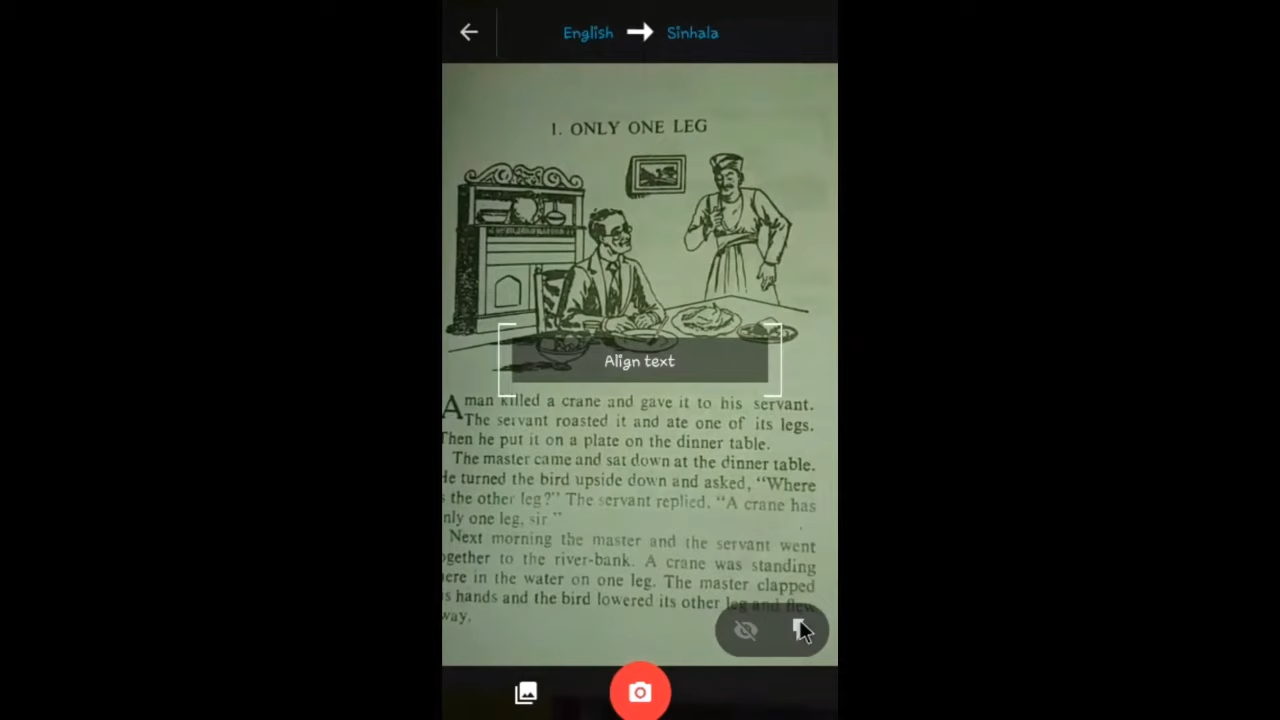 English
Sinhala
1. ONLY ONE LEG
Align text
A man killed a crane and gave it to his servant.
The servant roasted it and ate one of its legs.
Then he put it on a plate on the dinner table.
The master came and sat down at the dinner table.
He turned the bird upside down and asked, "Where
s the other leg?" The servant replied. "A crane has
nly one leg, sir "
Next morning the master and the servant went
ogether to the river-bank. A crane was standing
ere in the water on one leg. The master clapped
s hands and the bird lowered its other leg and flew
way.